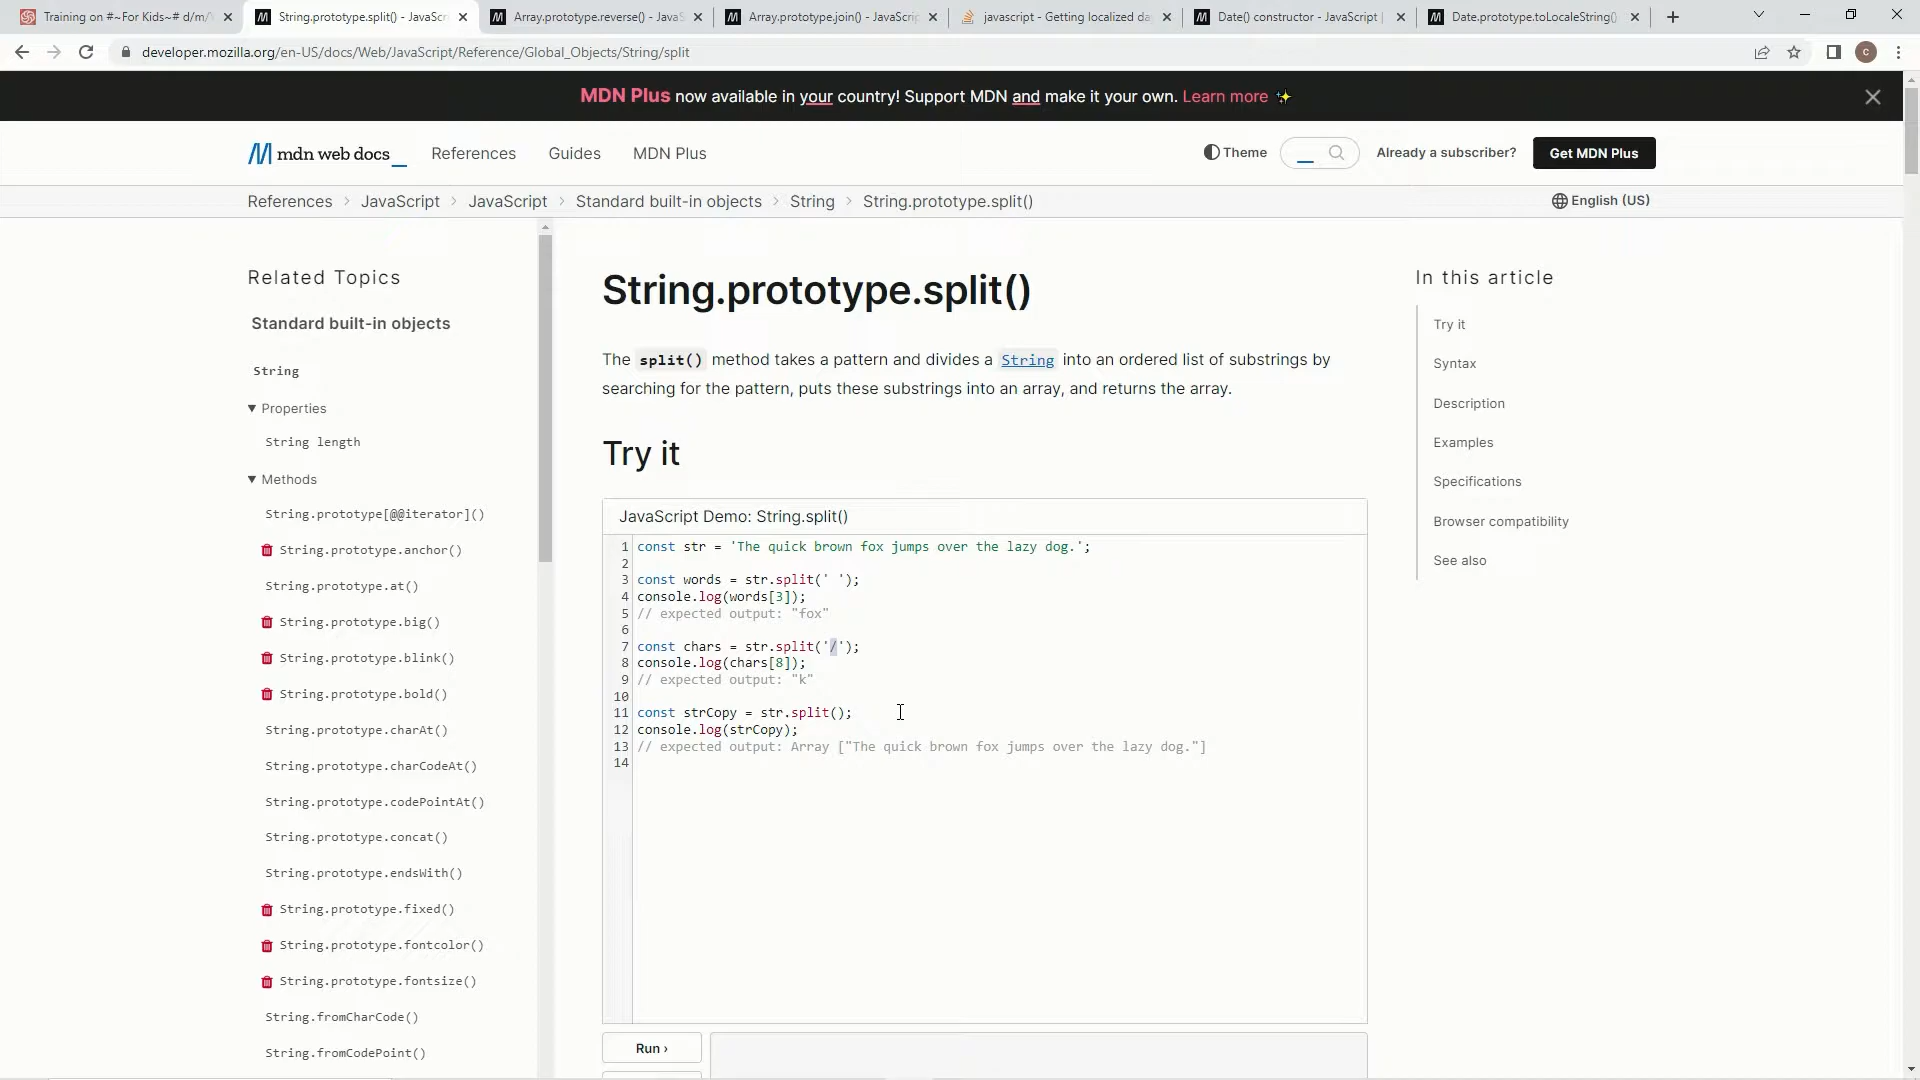 Training on #~For Kids~# d/m/
String.prototype.split() - JavaScr
Array.prototype.reverse() - JavaS
Array.prototype.join() - JavaScrip
javascript - Getting localized da
Date() constructor - JavaScript |
Date.prototype.toLocaleString()
developer.mozilla.org/en-US/docs/Web/JavaScript/Reference/Global_Objects/String/split
C
MDN Plus now available in your country! Support MDN and make it your own. Learn more ✨
mdn web docs_
References
Guides
MDN Plus
Theme
Already a subscriber?
Get MDN Plus
References > JavaScript > JavaScript > Standard built-in objects > String > String.prototype.split()
English (US)
Related Topics
Standard built-in objects
String
▼ Properties
String length
▼ Methods
String.prototype[@@iterator]()
String.prototype.anchor()
String.prototype.at()
String.prototype.big()
String.prototype.blink()
String.prototype.bold()
String.prototype.charAt()
String.prototype.charCodeAt()
String.prototype.codePointAt()
String.prototype.concat()
String.prototype.endsWith()
String.prototype.fixed()
String.prototype.fontcolor()
String.prototype.fontsize()
String.fromCharCode()
String.fromCodePoint()
String.prototype.split()
The split() method takes a pattern and divides a String into an ordered list of substrings by
searching for the pattern, puts these substrings into an array, and returns the array.
Try it
JavaScript Demo: String.split()
1 const str = 'The quick brown fox jumps over the lazy dog.';
2
3 const words = str.split(' ');
4 console.log(words[3]);
5 // expected output: "fox"
6
7 const chars = str.split('/');
8 console.log(chars[8]);
9 // expected output: "k"
10
11 const strCopy = str.split();
12 console.log(strCopy);
13 // expected output: Array ["The quick brown fox jumps over the lazy dog."]
14
Run ›
In this article
Try it
Syntax
Description
Examples
Specifications
Browser compatibility
See also